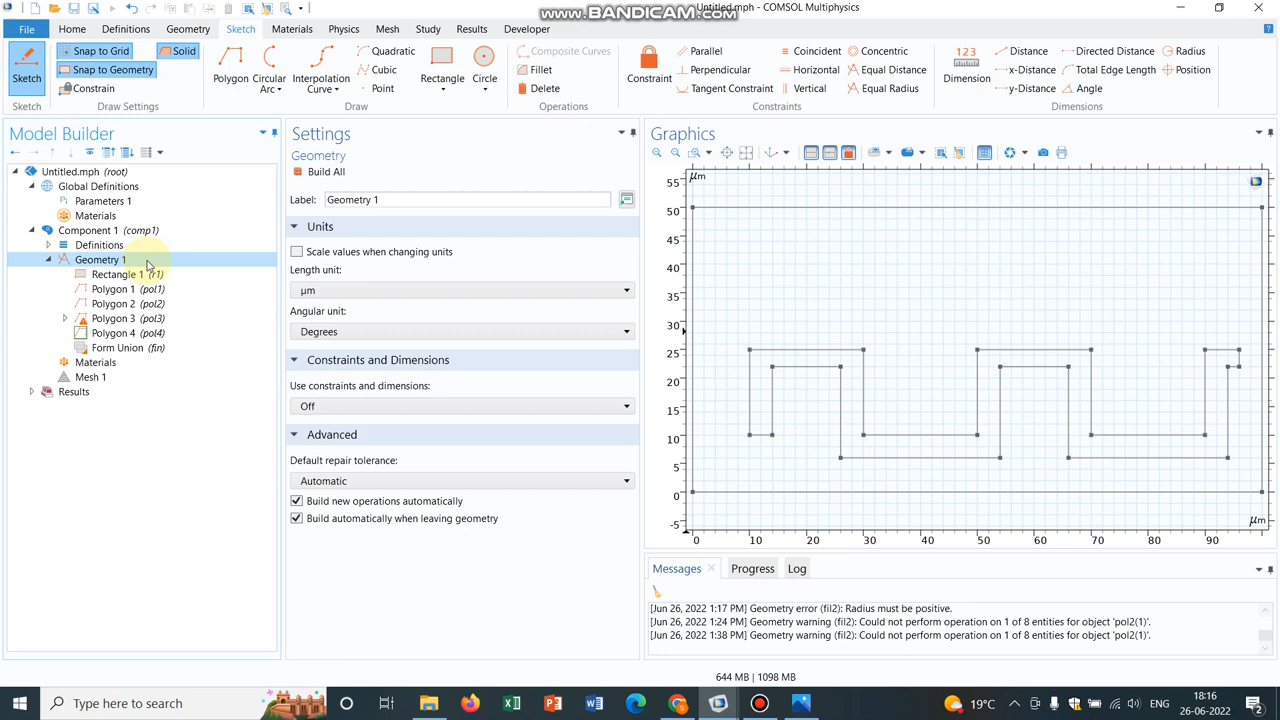 www.BANDICAM.com
Untitled.mph - COMSOL Multiphysics
File Home Definitions Geometry Sketch Materials Physics Mesh Study Results Developer
Sketch
Snap to Grid Solid
Snap to Geometry
Constrain
Polygon Circular Arc Interpolation Curve
Quadratic
Cubic
Point
Rectangle Circle
Composite Curves
Fillet
Delete
Constraint
Parallel
Perpendicular
Tangent Constraint
Coincident
Horizontal
Vertical
Concentric
Equal Distance
Equal Radius
123
Dimension
Distance
x-Distance
y-Distance
Directed Distance
Total Edge Length
Angle
Radius
Position
Sketch Draw Settings Draw Operations Constraints Dimensions
Model Builder
Untitled.mph (root)
Global Definitions
Parameters 1
Materials
Component 1 (comp1)
Definitions
Geometry 1
Rectangle 1 (r1)
Polygon 1 (pol1)
Polygon 2 (pol2)
Polygon 3 (pol3)
Polygon 4 (pol4)
Form Union (fin)
Materials
Mesh 1
Results
Settings
Geometry
Build All
Label: Geometry 1
Units
Scale values when changing units
Length unit:
µm
Angular unit:
Degrees
Constraints and Dimensions
Use constraints and dimensions:
Off
Advanced
Default repair tolerance:
Automatic
Build new operations automatically
Build automatically when leaving geometry
Graphics
µm
55
50
45
40
35
30
25
20
15
10
5
0
-5
µm
0 10 20 30 40 50 60 70 80 90
Messages Progress Log
[Jun 26, 2022 1:17 PM] Geometry error (fil2): Radius must be positive.
[Jun 26, 2022 1:24 PM] Geometry warning (fil2): Could not perform operation on 1 of 8 entities for object 'pol2(1)'.
[Jun 26, 2022 1:38 PM] Geometry warning (fil2): Could not perform operation on 1 of 8 entities for object 'pol2(1)'.
644 MB | 1098 MB
Type here to search
19°C
ENG
18:16
26-06-2022
2